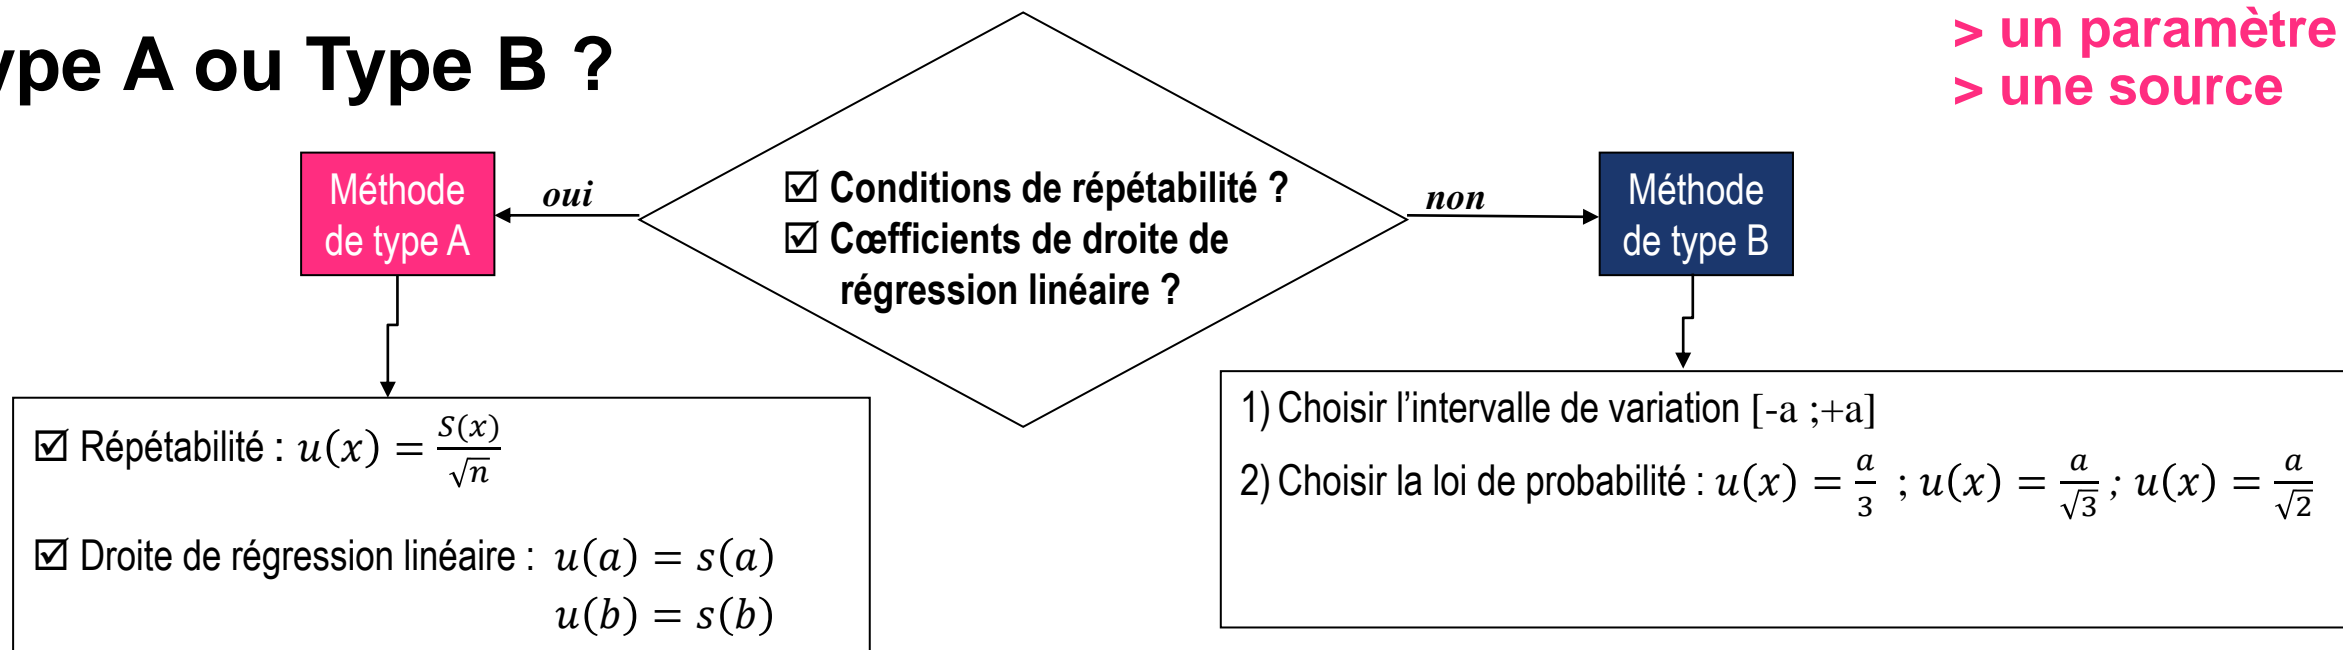 ype A ou Type B ?
> un paramètre
> une source
Méthode
de type A
oui
☑ Conditions de répétabilité ?
☑ Cœfficients de droite de
régression linéaire ?
non
Méthode
de type B
☑ Répétabilité : u(x) = S(x)/√n
☑ Droite de régression linéaire : u(a) = s(a)
u(b) = s(b)
1) Choisir l'intervalle de variation [-a ;+a]
2) Choisir la loi de probabilité : u(x) = a/3 ; u(x) = a/√3 ; u(x) = a/√2